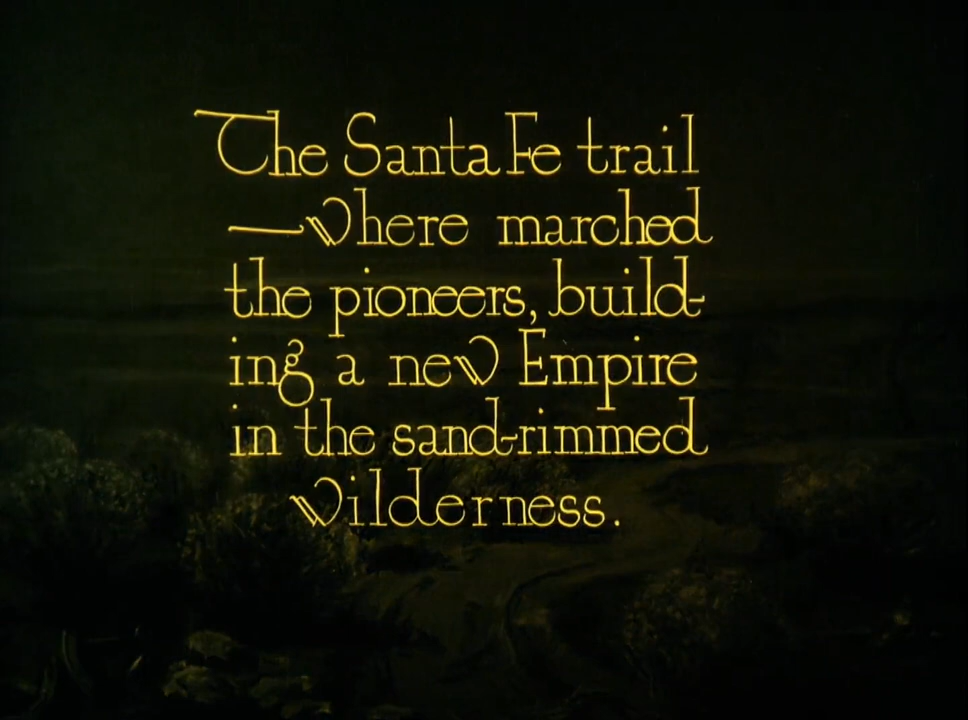 The Santa Fe trail
—where marched
the pioneers, build-
ing a new Empire
in the sand-rimmed
wilderness.